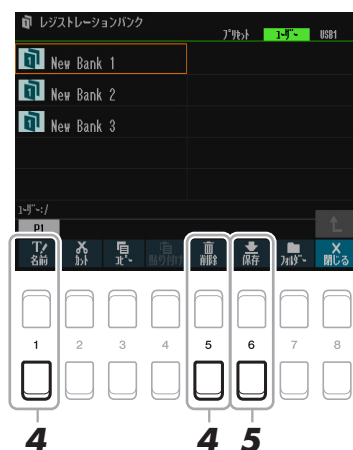 レジストレーションバンク
プリセット ユーザー USB1
New Bank 1
New Bank 2
New Bank 3
ユーザー:/
P1
名前 カット コピー 貼り付け 削除 保存 フォルダー 閉じる
1 2 3 4 5 6 7 8
4 4 5